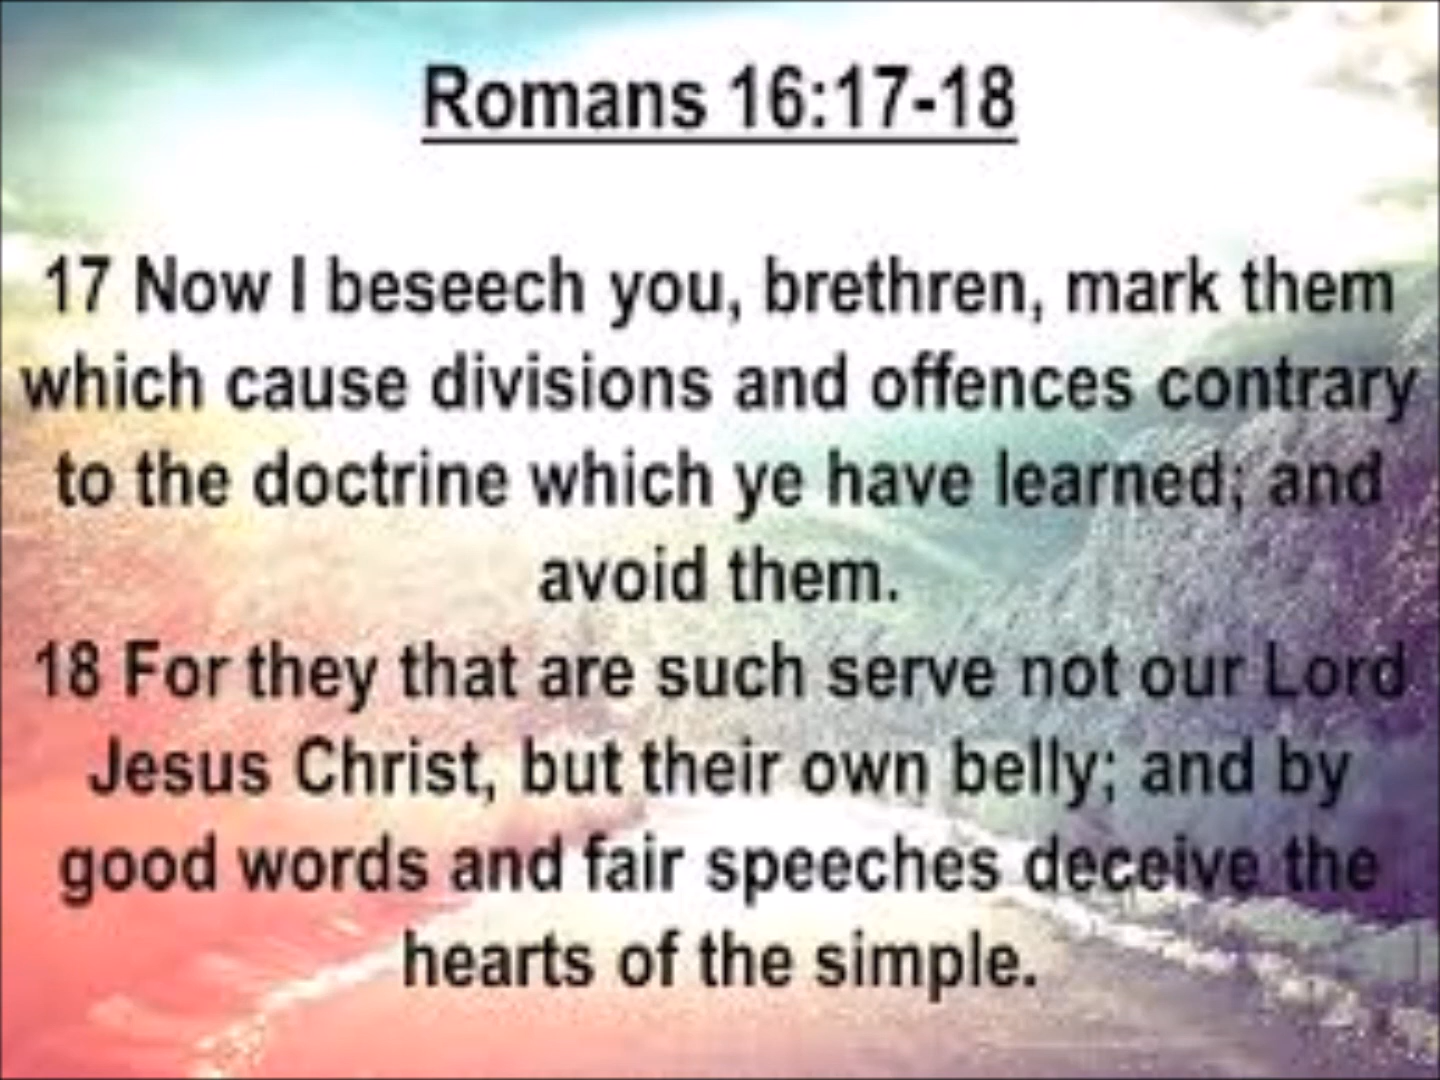 Romans 16:17-18
17 Now I beseech you, brethren, mark them
which cause divisions and offences contrary
to the doctrine which ye have learned; and
avoid them.
18 For they that are such serve not our Lord
Jesus Christ, but their own belly; and by
good words and fair speeches deceive the
hearts of the simple.